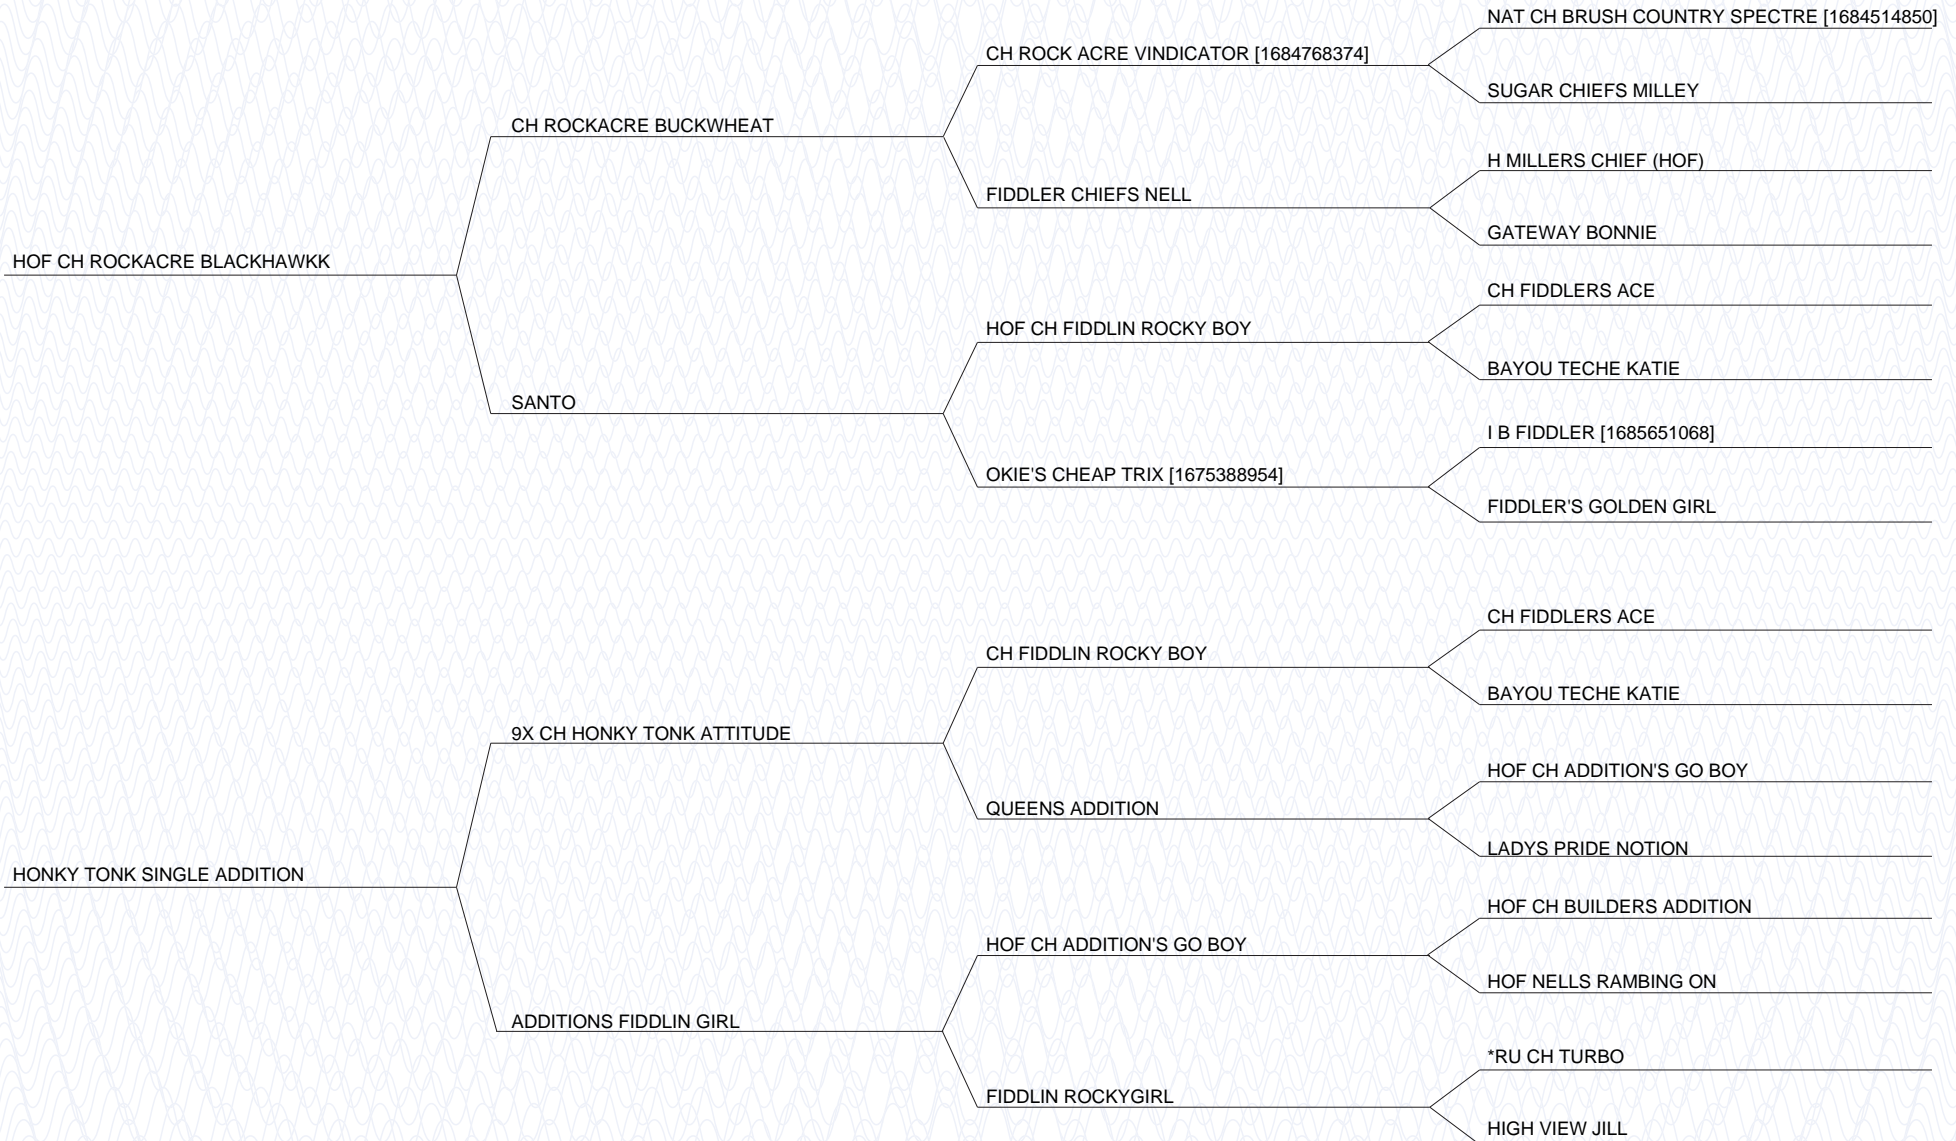 NAT CH BRUSH COUNTRY SPECTRE [1684514850]
CH ROCK ACRE VINDICATOR [1684768374]
SUGAR CHIEFS MILLEY
CH ROCKACRE BUCKWHEAT
H MILLERS CHIEF (HOF)
FIDDLER CHIEFS NELL
GATEWAY BONNIE
HOF CH ROCKACRE BLACKHAWKK
CH FIDDLERS ACE
HOF CH FIDDLIN ROCKY BOY
BAYOU TECHE KATIE
SANTO
I B FIDDLER [1685651068]
OKIE'S CHEAP TRIX [1675388954]
FIDDLER'S GOLDEN GIRL
CH FIDDLERS ACE
CH FIDDLIN ROCKY BOY
BAYOU TECHE KATIE
9X CH HONKY TONK ATTITUDE
HOF CH ADDITION'S GO BOY
QUEENS ADDITION
LADYS PRIDE NOTION
HONKY TONK SINGLE ADDITION
HOF CH BUILDERS ADDITION
HOF CH ADDITION'S GO BOY
HOF NELLS RAMBING ON
ADDITIONS FIDDLIN GIRL
*RU CH TURBO
FIDDLIN ROCKYGIRL
HIGH VIEW JILL